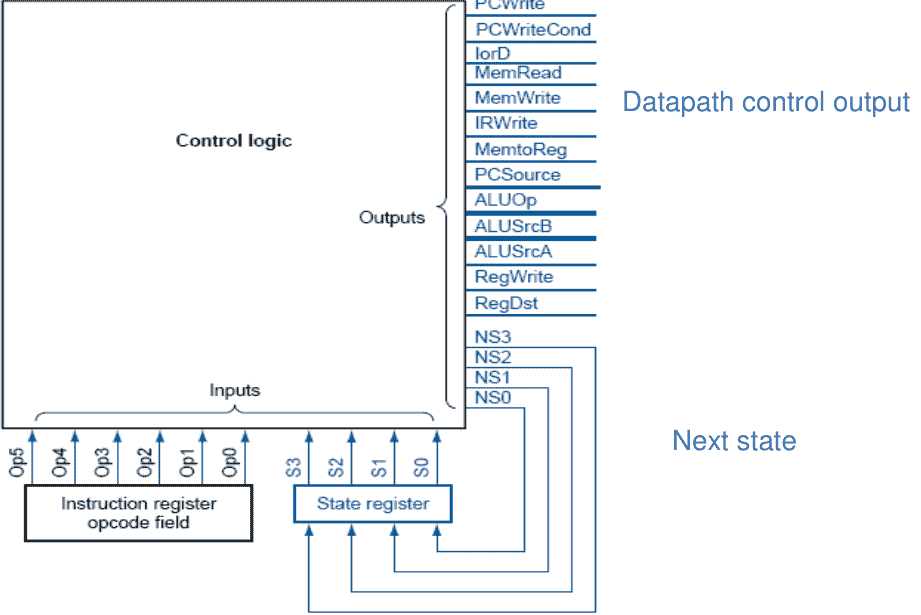 PCWrite
PCWriteCond
IorD
MemRead
MemWrite
Datapath control output
IRWrite
Control logic
MemtoReg
PCSource
ALUOp
Outputs
ALUSrcB
ALUSrcA
RegWrite
RegDst
NS3
NS2
NS1
NS0
Inputs
Next state
Op5
Op4
Op3
Op2
Op1
Op0
S3
S2
S1
S0
Instruction register
opcode field
State register